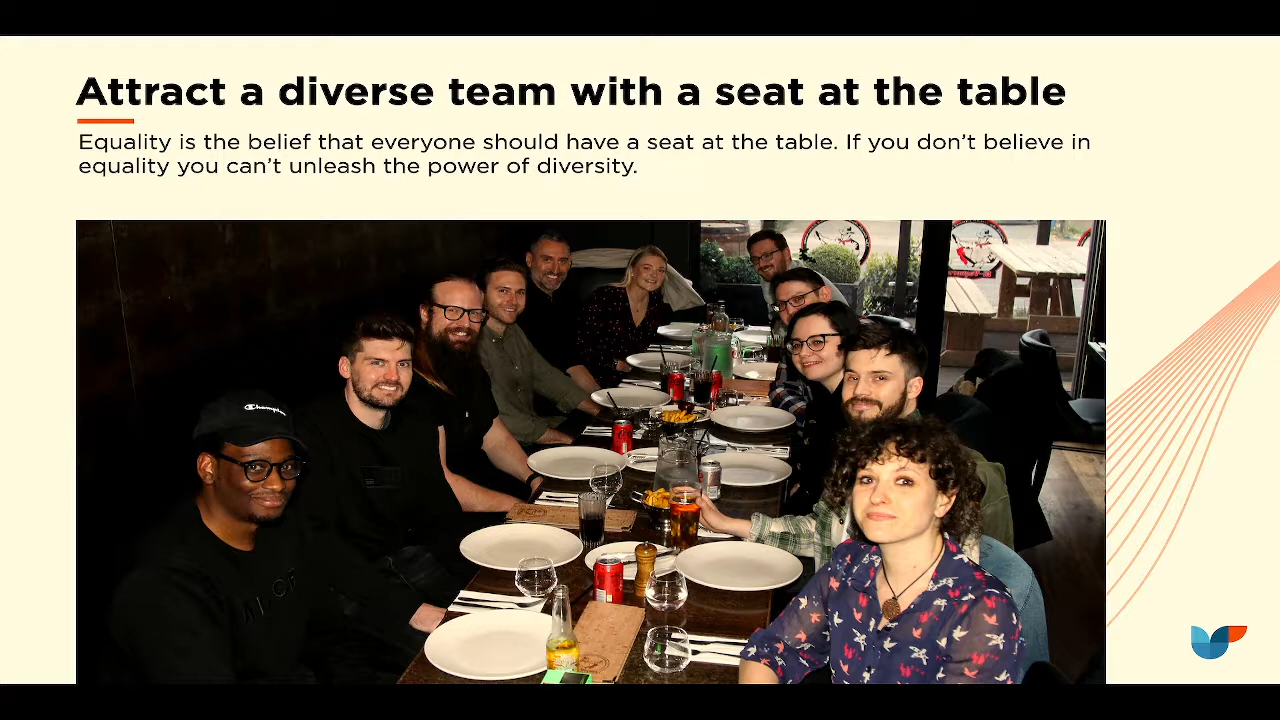 Attract a diverse team with a seat at the table
Equality is the belief that everyone should have a seat at the table. If you don’t believe in
equality you can’t unleash the power of diversity.
Champion